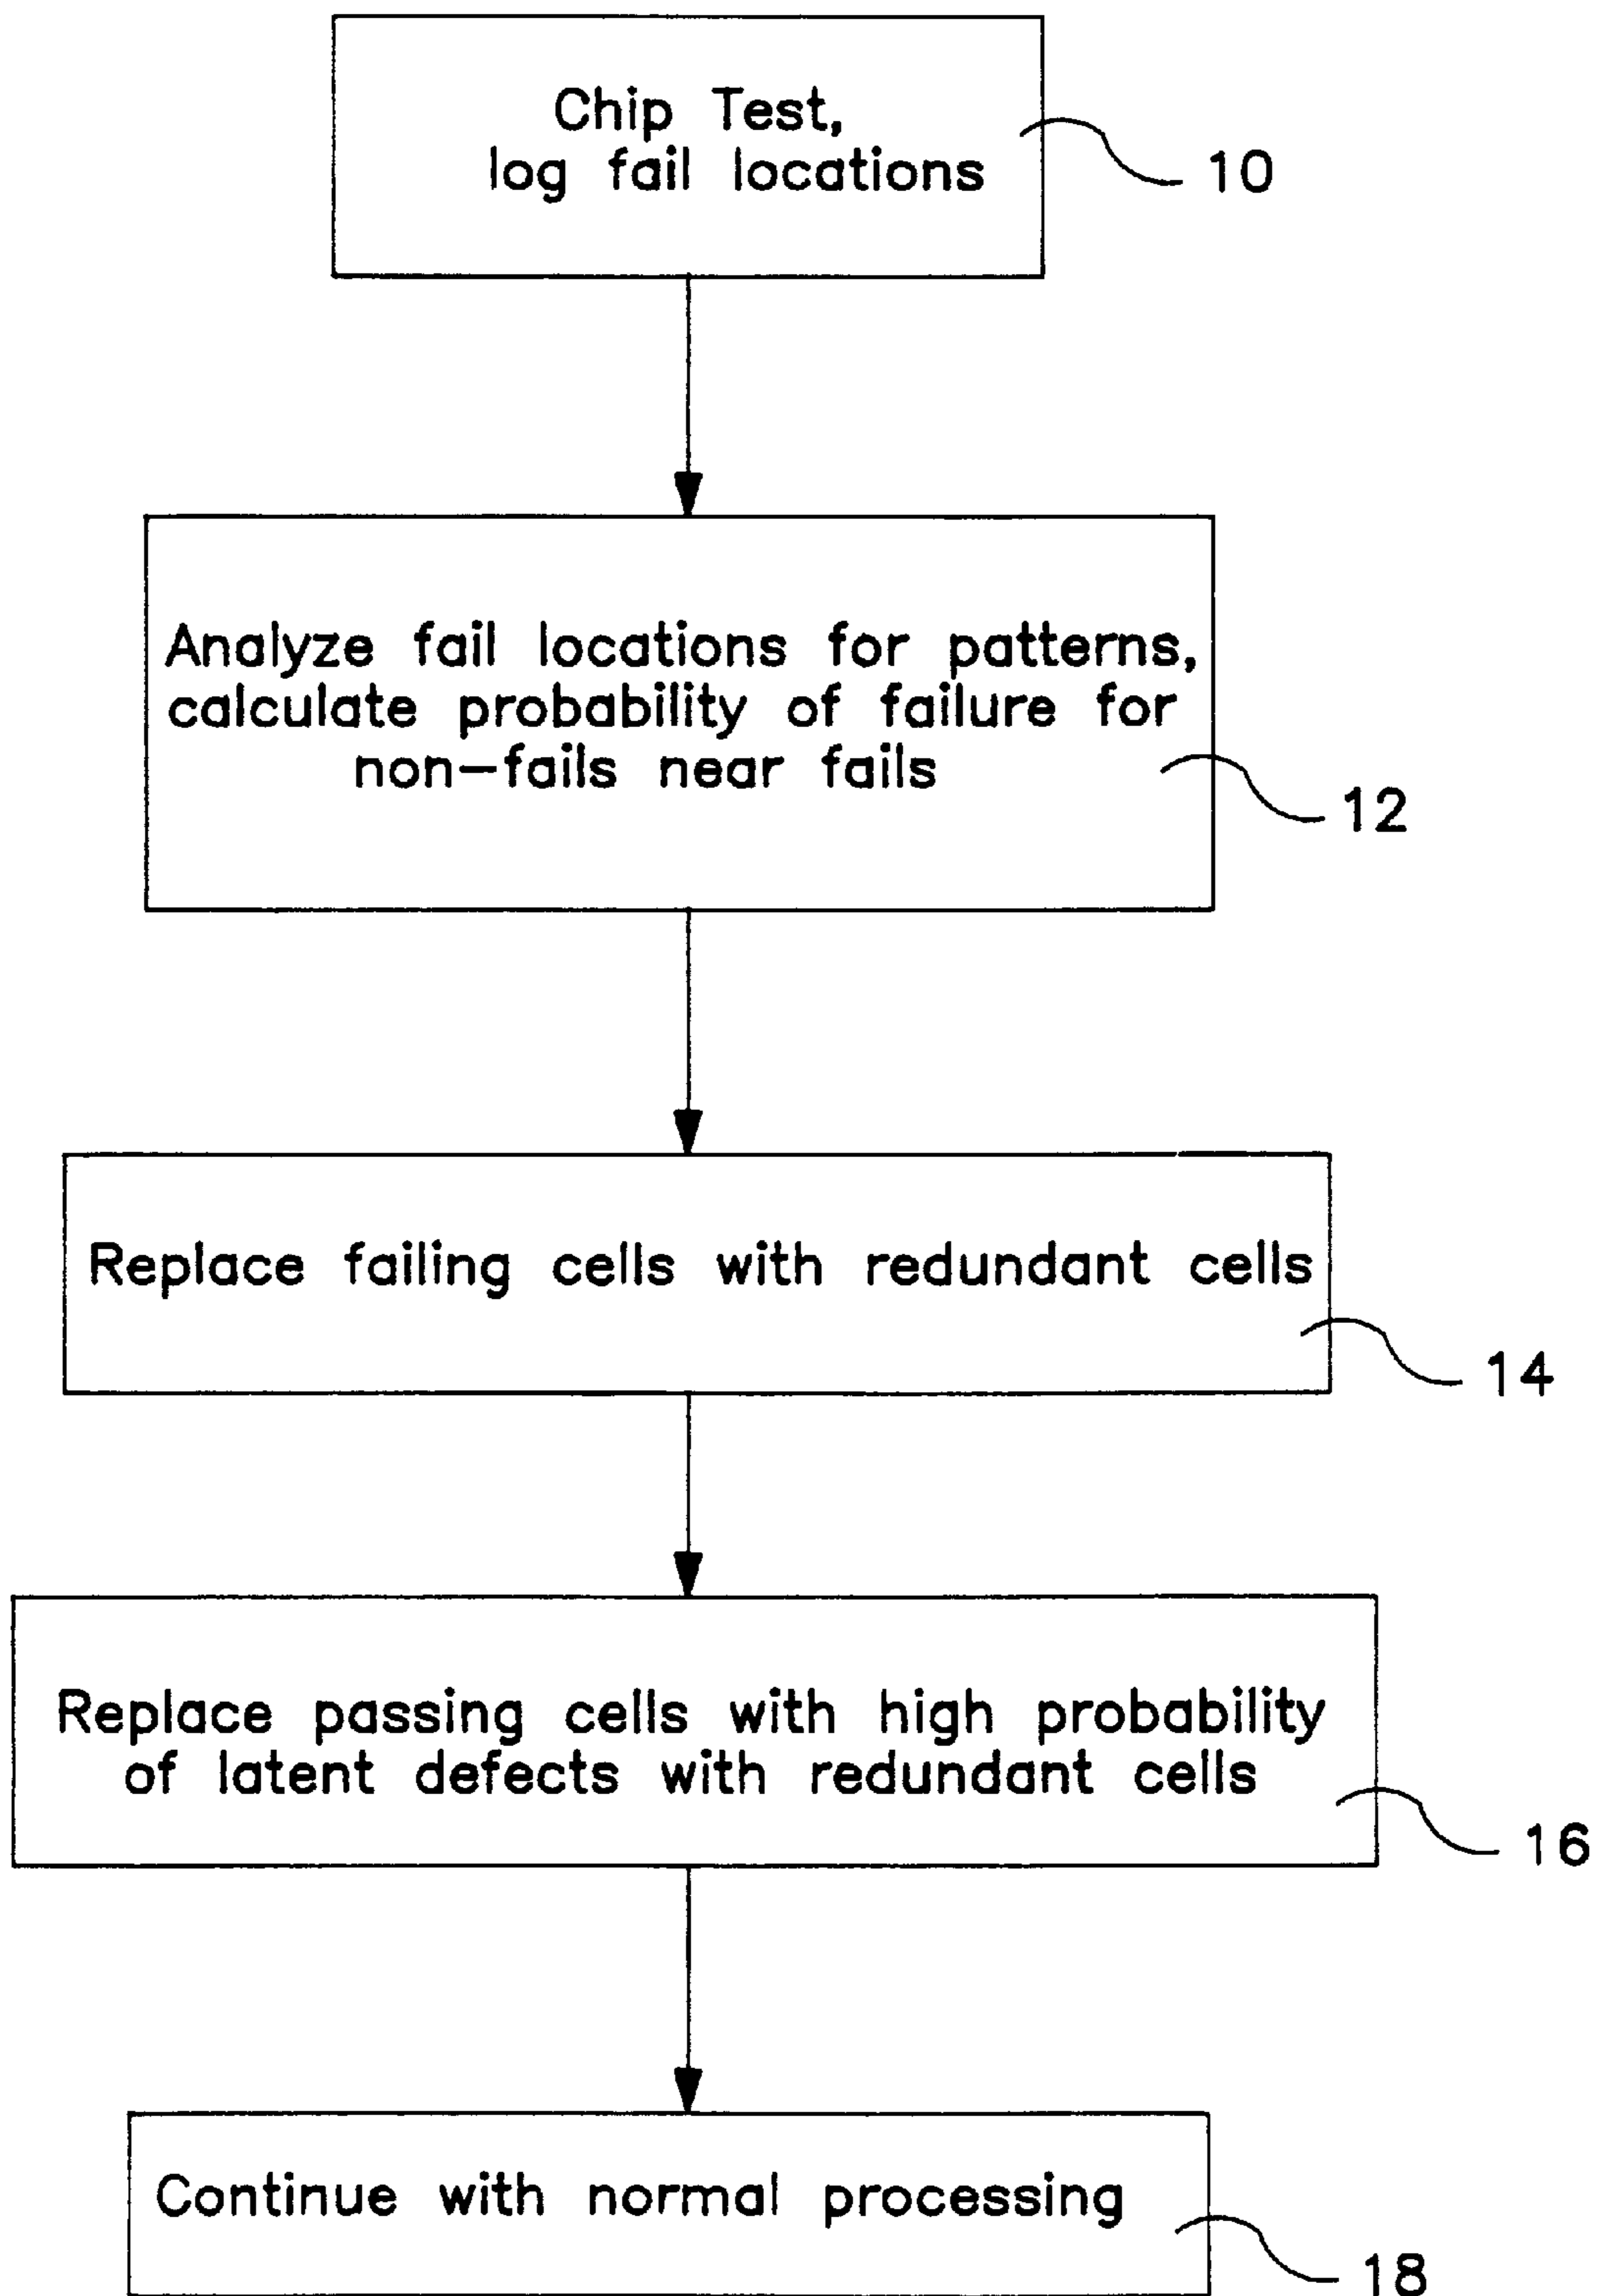 Chip Test,
log fail locations
10
Analyze fail locations for patterns,
calculate probability of failure for
non-fails near fails
12
Replace failing cells with redundant cells
14
Replace passing cells with high probability
of latent defects with redundant cells
16
Continue with normal processing
18